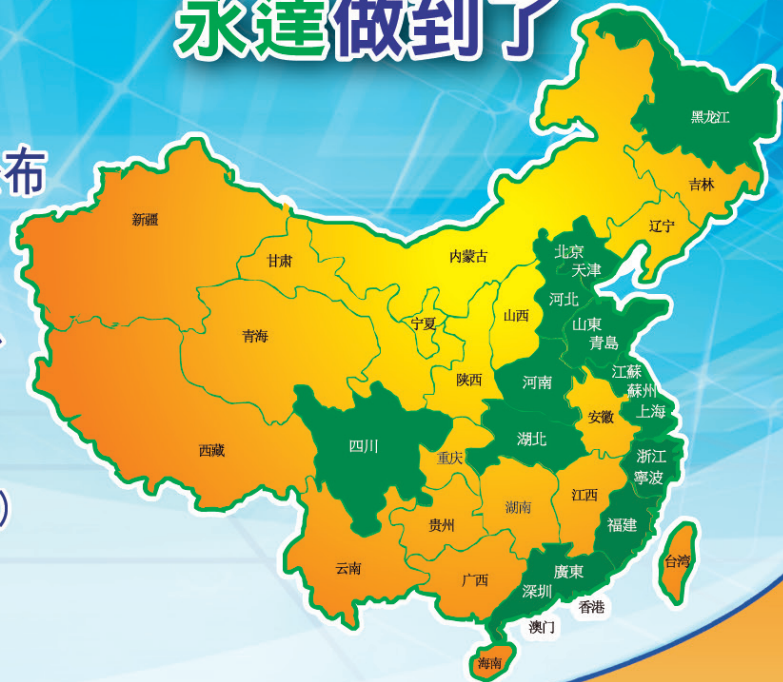 永達做到了
布
黑龙江
吉林
新疆
辽宁
北京
内蒙古
甘肃
天津
河北
山西
宁夏
山東
青海
青島
江蘇
陕西
河南
蘇州
上海
安徽
湖北
四川
西藏
浙江
重庆
寧波
江西
湖南
)
贵州
福建
台湾
云南
廣東
广西
深圳
香港
澳门
海南